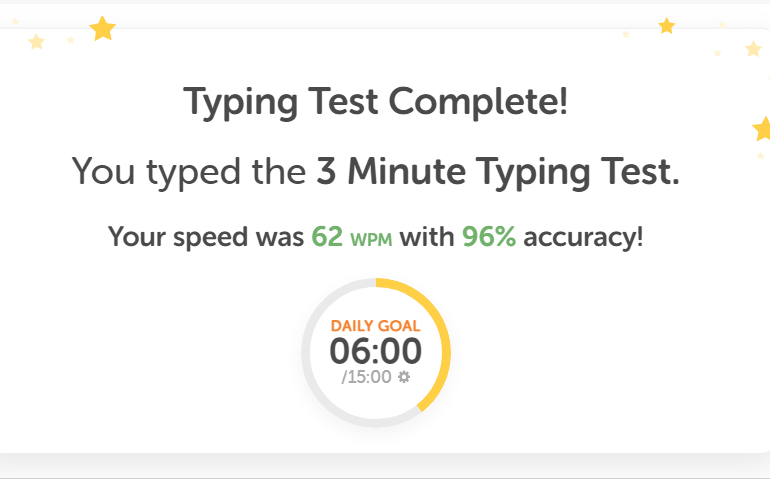 Typing Test Complete!
You typed the 3 Minute Typing Test.
Your speed was 62 WPM with 96% accuracy!
DAILY GOAL
06:00
/15:00